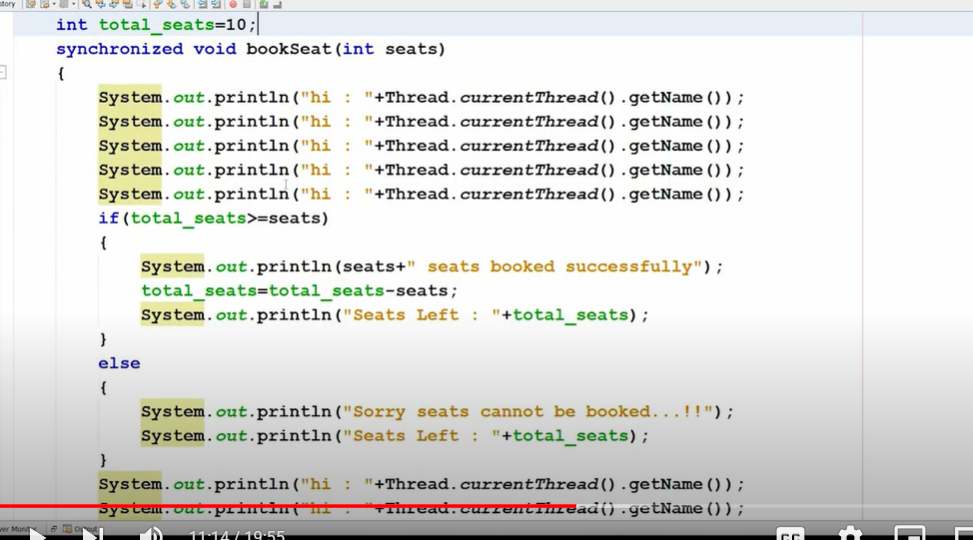 story
int total_seats=10;
synchronized void bookSeat(int seats)
{
System.out.println("hi : "+Thread.currentThread().getName());
System.out.println("hi : "+Thread.currentThread().getName());
System.out.println("hi : "+Thread.currentThread().getName());
System.out.println("hi : "+Thread.currentThread().getName());
System.out.println("hi : "+Thread.currentThread().getName());
if(total_seats>=seats)
{
System.out.println(seats+" seats booked successfully");
total_seats=total_seats-seats;
System.out.println("Seats Left : "+total_seats);
}
else
{
System.out.println("Sorry seats cannot be booked...!!");
System.out.println("Seats Left : "+total_seats);
}
System.out.println("hi : "+Thread.currentThread().getName());
System.out.println("hi : "+Thread.currentThread().getName());
Output
11:14 / 19:55
CC